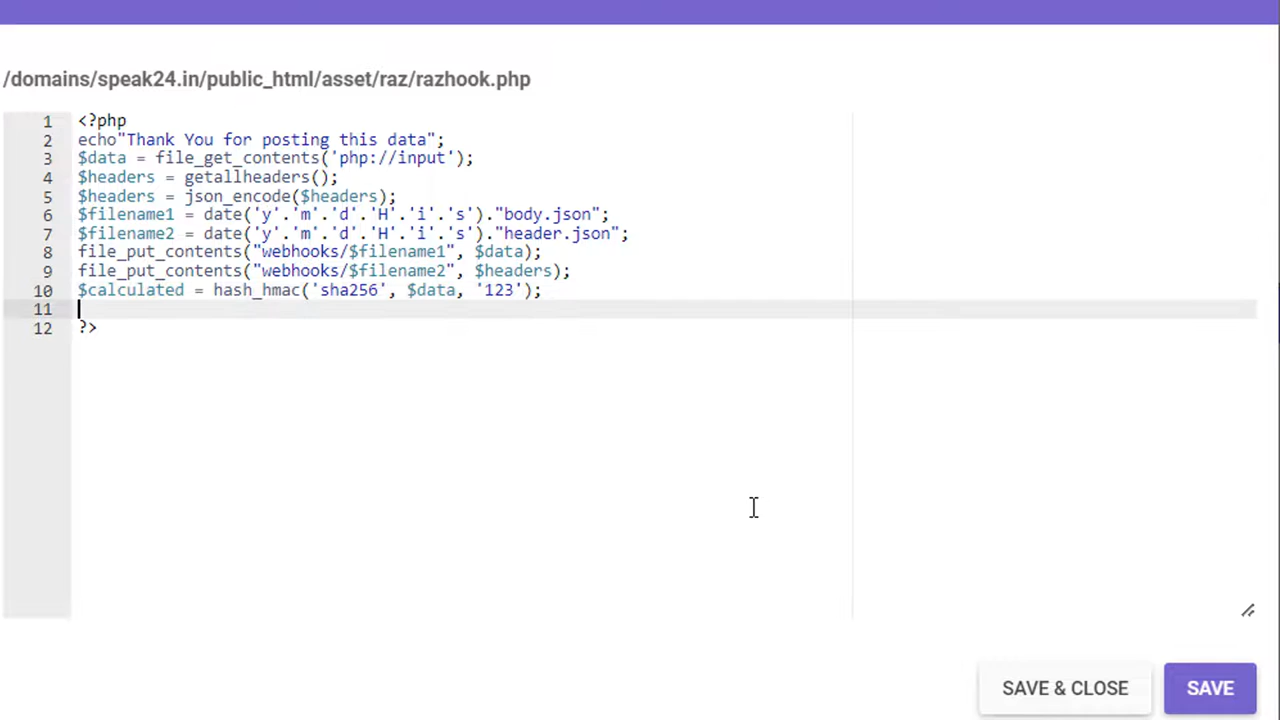 /domains/speak24.in/public_html/asset/raz/razhook.php
1 <?php
2 echo"Thank You for posting this data";
3 $data = file_get_contents('php://input');
4 $headers = getallheaders();
5 $headers = json_encode($headers);
6 $filename1 = date('y'.'m'.'d'.'H'.'i'.'s')."body.json";
7 $filename2 = date('y'.'m'.'d'.'H'.'i'.'s')."header.json";
8 file_put_contents("webhooks/$filename1", $data);
9 file_put_contents("webhooks/$filename2", $headers);
10 $calculated = hash_hmac('sha256', $data, '123');
11
12 ?>
SAVE & CLOSE SAVE